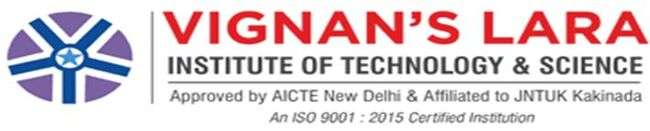 VIGNAN'S LARA
INSTITUTE OF TECHNOLOGY & SCIENCE
Approved by AICTE New Delhi & Affiliated to JNTUK Kakinada
An ISO 9001 : 2015 Certified Institution